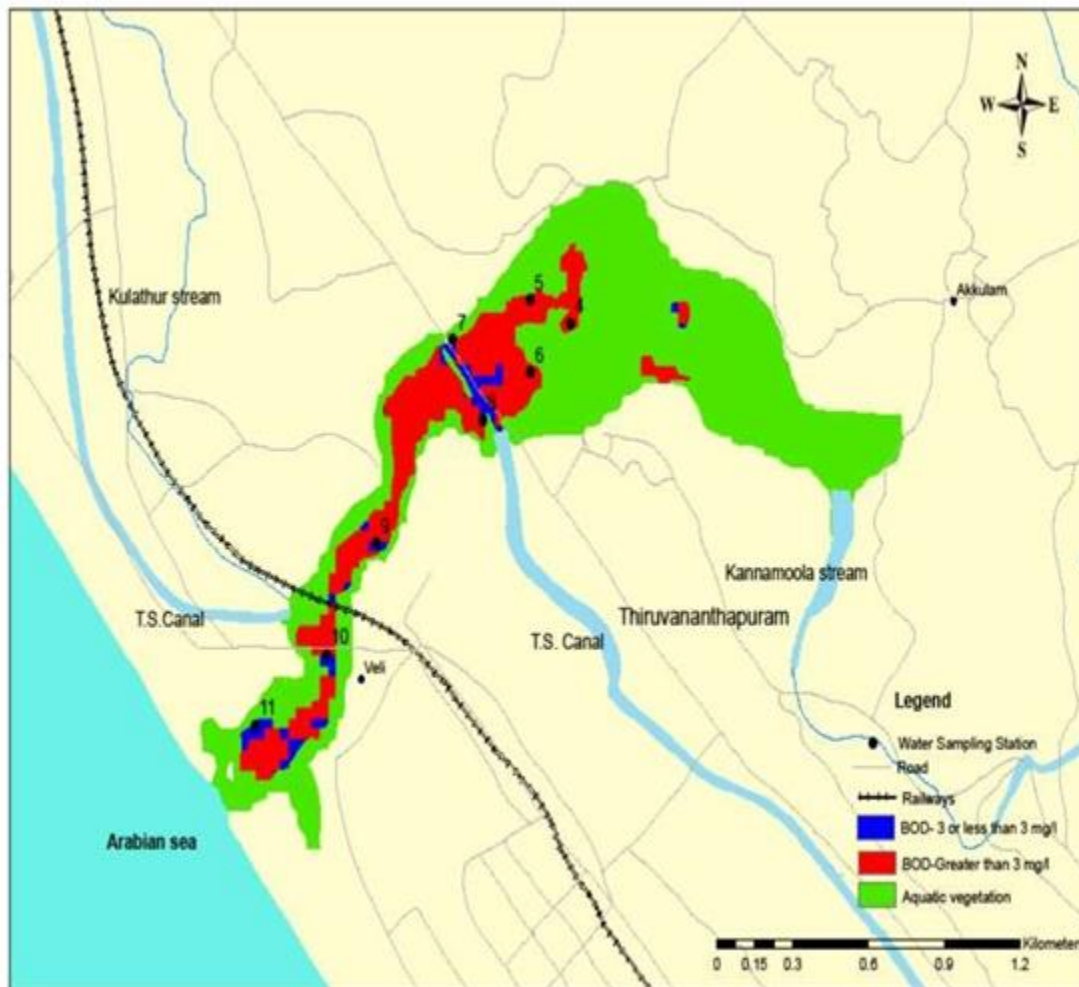 N
W E
S
Kulathur stream
Akkulam
5
4
7
6
9
Kannamoola stream
T.S.Canal
Thiruvananthapuram
10
T.S. Canal
Veli
11
Arabian sea
Legend
Water Sampling Station
Road
Railways
BOD- 3 or less than 3 mg/l
BOD-Greater than 3 mg/l
Aquatic vegetation
Kilometer
0 0.15 0.3 0.6 0.9 1.2